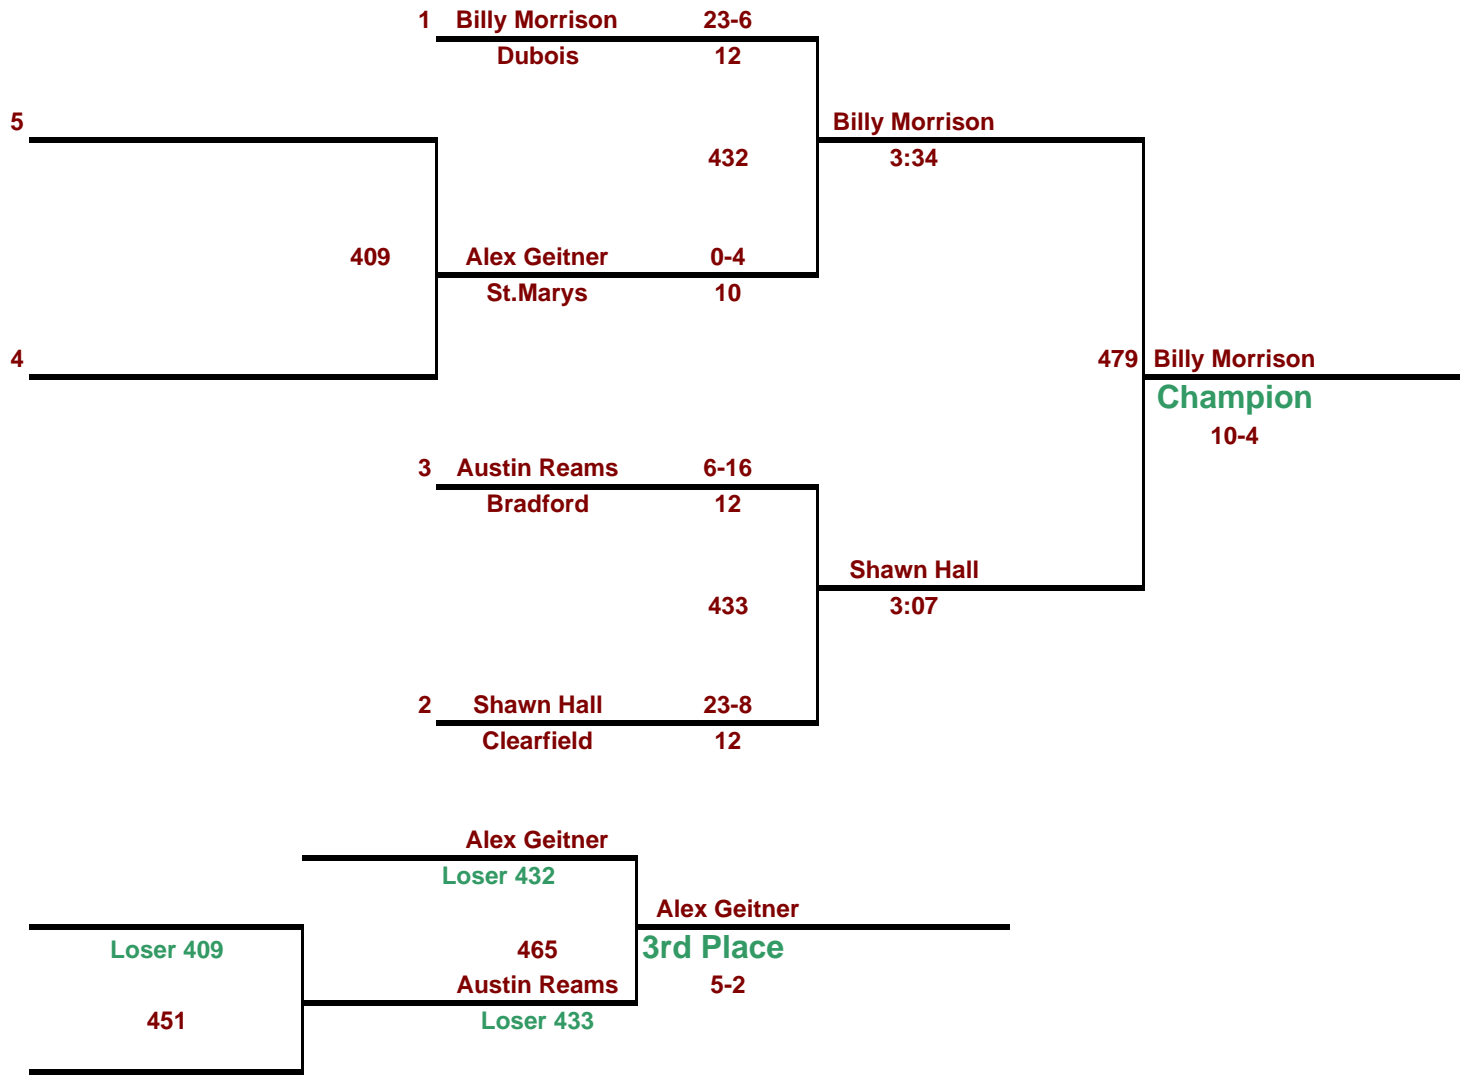 1 Billy Morrison 23-6
Dubois 12
5
Billy Morrison
432 3:34
409 Alex Geitner 0-4
St.Marys 10
4
479 Billy Morrison
Champion
10-4
3 Austin Reams 6-16
Bradford 12
Shawn Hall
433 3:07
2 Shawn Hall 23-8
Clearfield 12
Alex Geitner
Loser 432
Alex Geitner
Loser 409 465 3rd Place
Austin Reams 5-2
451 Loser 433